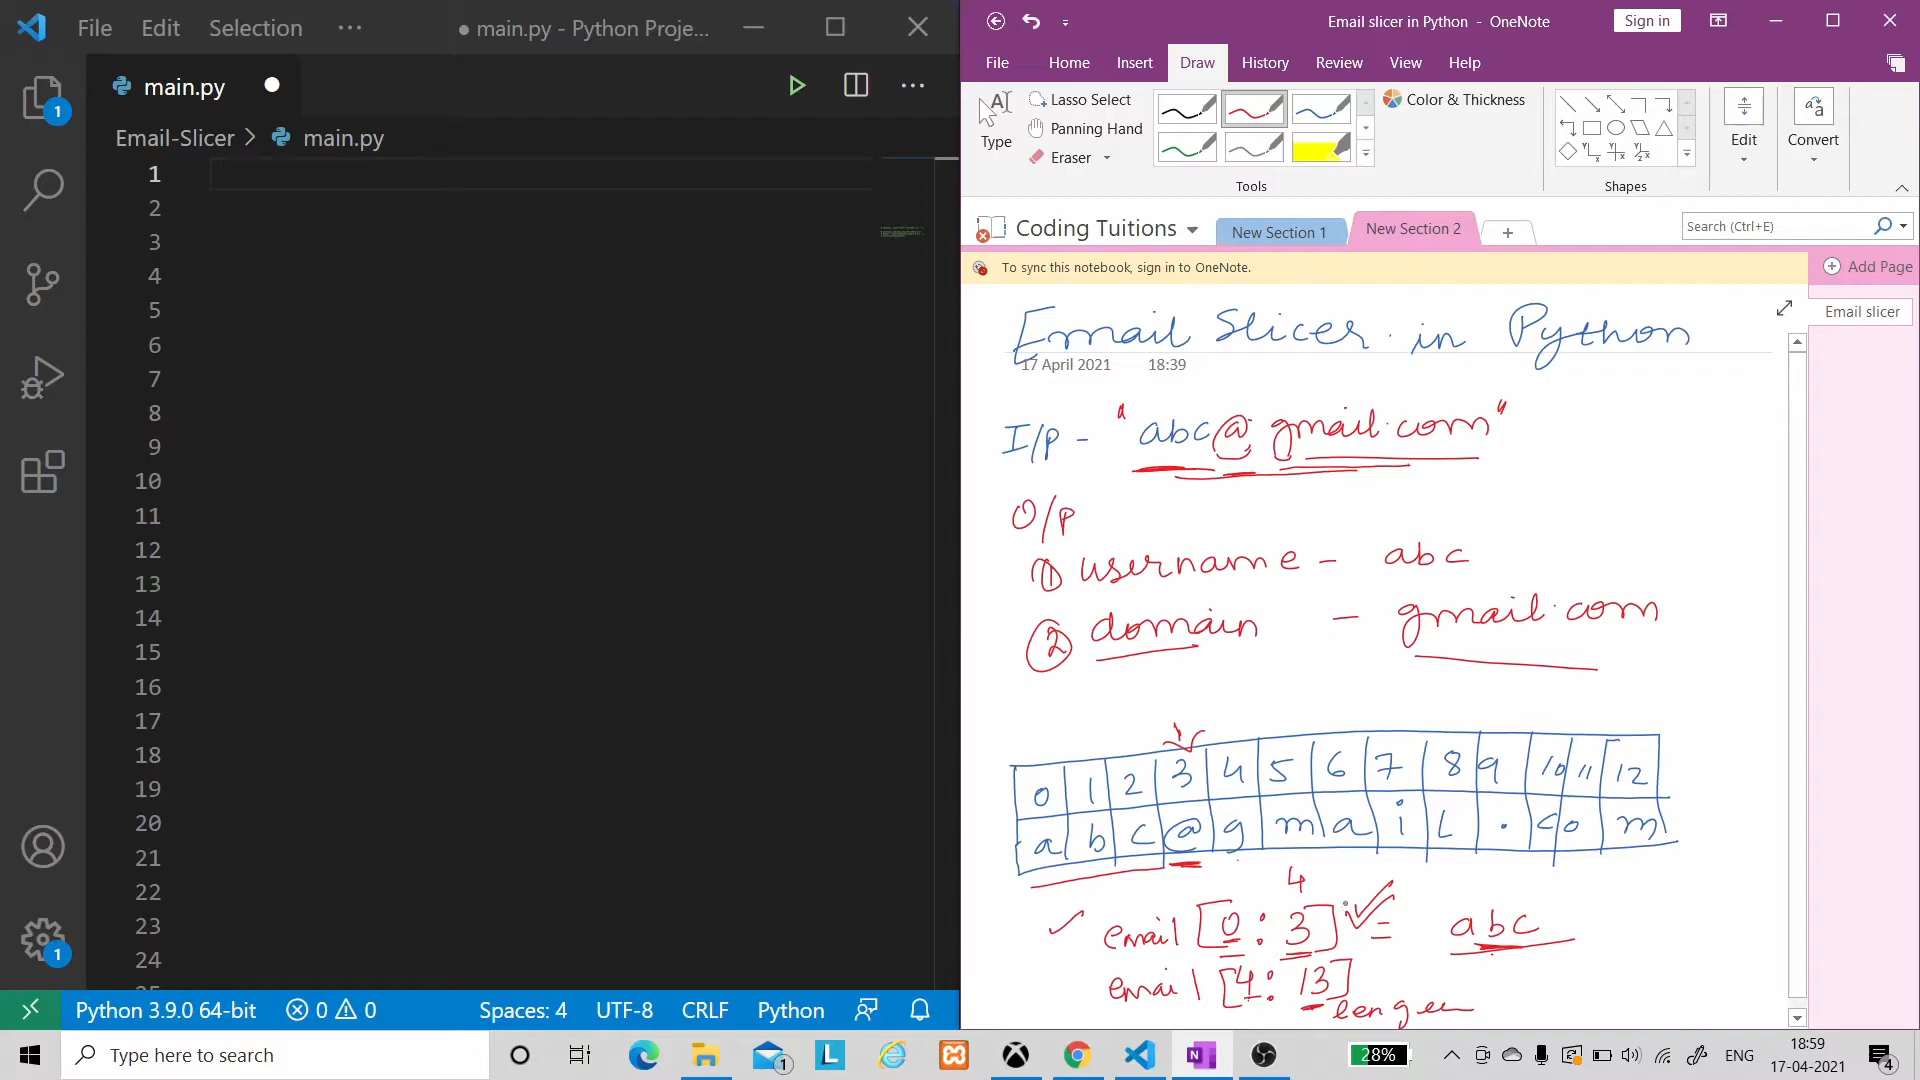 File Edit Selection ··· ● main.py - Python Proje...
main.py
Email-Slicer > main.py
1
2
3
4
5
6
7
8
9
10
11
12
13
14
15
16
17
18
19
20
21
22
23
24
1
1
Python 3.9.0 64-bit 0 0 Spaces: 4 UTF-8 CRLF Python
Email slicer in Python - OneNote
Sign in
File Home Insert Draw History Review View Help
Type
Lasso Select
Panning Hand
Eraser
Color & Thickness
Edit
Convert
Tools
Shapes
Coding Tuitions
New Section 1
New Section 2
+
Search (Ctrl+E)
To sync this notebook, sign in to OneNote.
Add Page
Email slicer
Email Slicer in Python
17 April 2021 18:39
I/p - "abc@gmail.com"
O/p
① username - abc
② domain - gmail.com
0 1 2 3 4 5 6 7 8 9 10 11 12
a b c @ g m a i l . c o m
4
email [0:3] = abc
email [4:13]
Type here to search
1
28%
ENG
18:59
17-04-2021
4